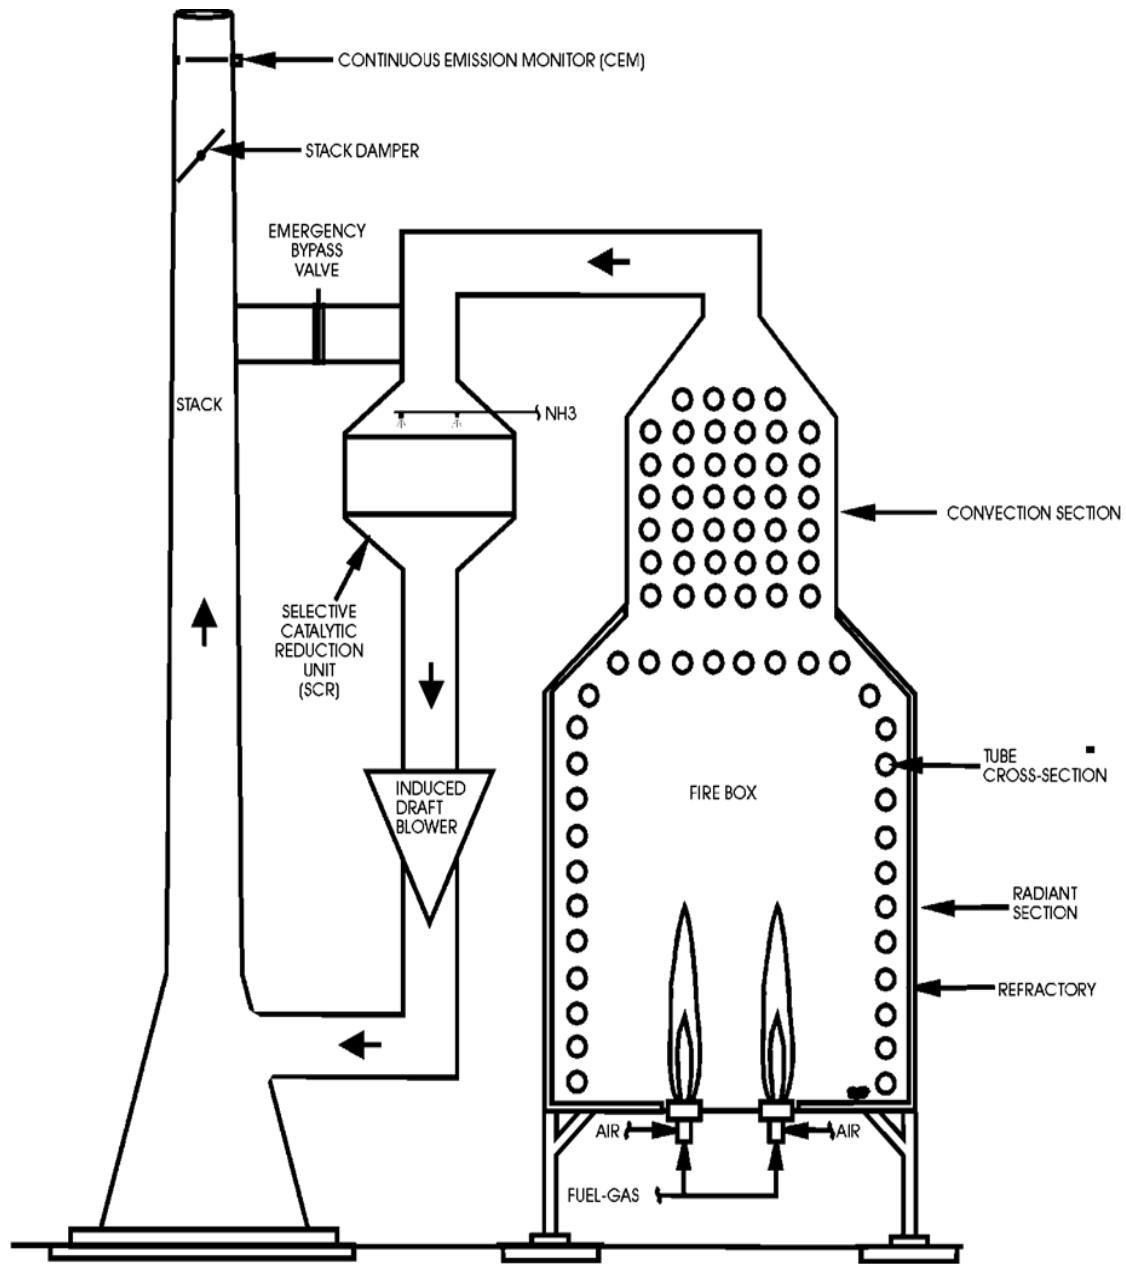 CONTINUOUS EMISSION MONITOR (CEM)
STACK DAMPER
EMERGENCY
BYPASS
VALVE
STACK
NH3
CONVECTION SECTION
SELECTIVE
CATALYTIC
REDUCTION
UNIT
(SCR)
TUBE
CROSS-SECTION
INDUCED
DRAFT
BLOWER
FIRE BOX
RADIANT
SECTION
REFRACTORY
AIR
AIR
FUEL-GAS